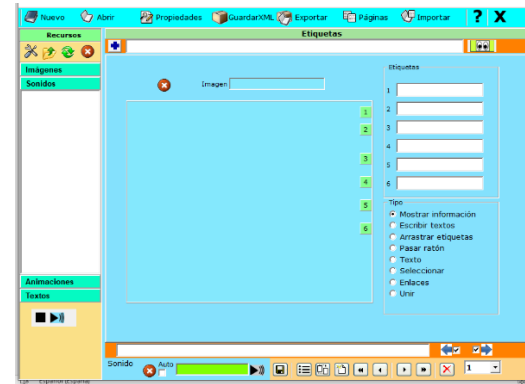 Nuevo Abrir Propiedades GuardarXML Exportar Páginas Importar ? X
Recursos
Etiquetas
Imágenes
Sonidos
Imagen
Etiquetas
1
2
3
4
5
6
1
2
3
4
5
6
Tipo
Mostrar información
Escribir textos
Arrastrar etiquetas
Pasar ratón
Texto
Seleccionar
Enlaces
Unir
Animaciones
Textos
Sonido Auto 1